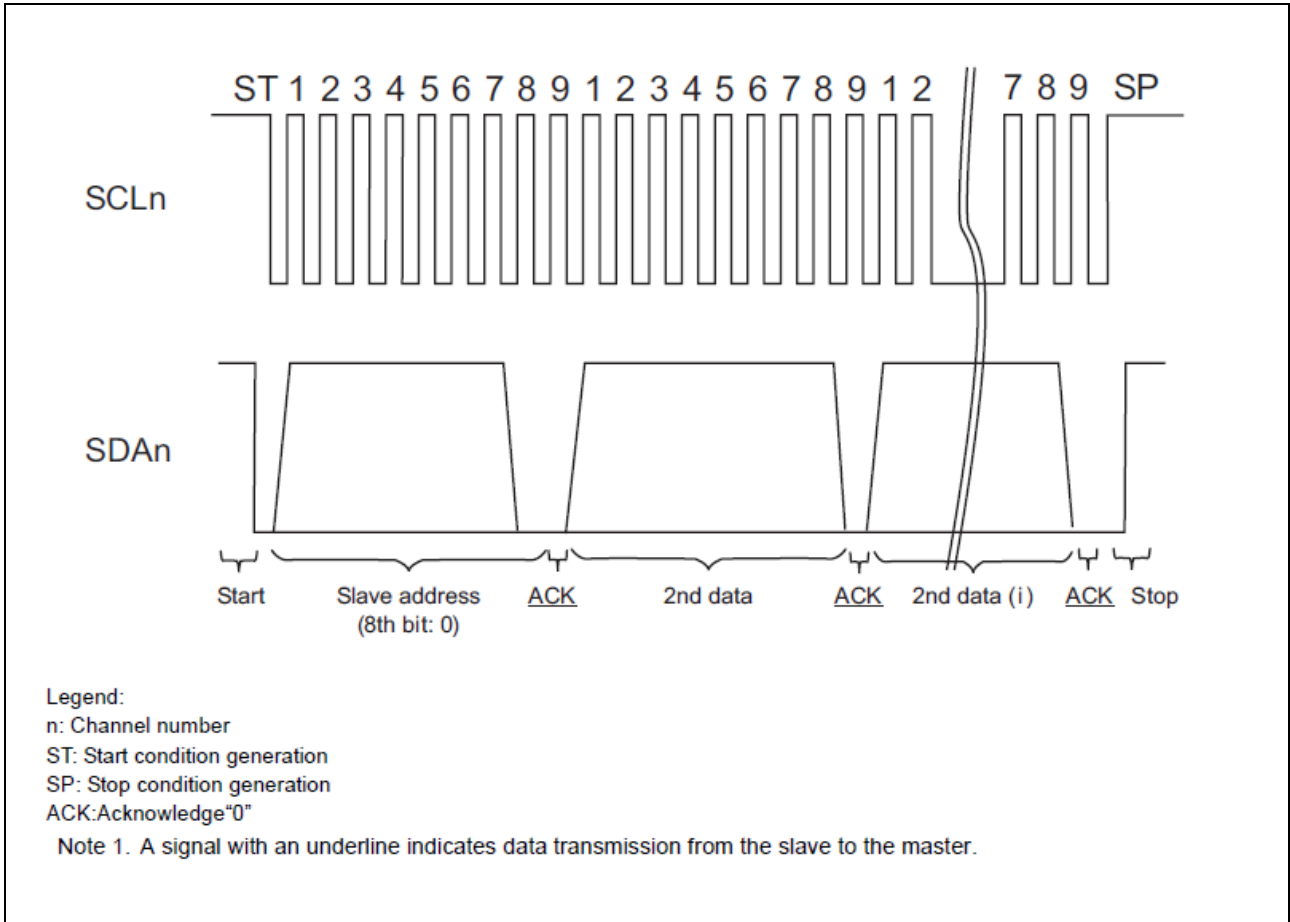 ST 1 2 3 4 5 6 7 8 9 1 2 3 4 5 6 7 8 9 1 2 7 8 9 SP
SCLn
SDAn
Start Slave address ACK 2nd data ACK 2nd data (i) ACK Stop
(8th bit: 0)
Legend:
n: Channel number
ST: Start condition generation
SP: Stop condition generation
ACK:Acknowledge“0”
Note 1. A signal with an underline indicates data transmission from the slave to the master.